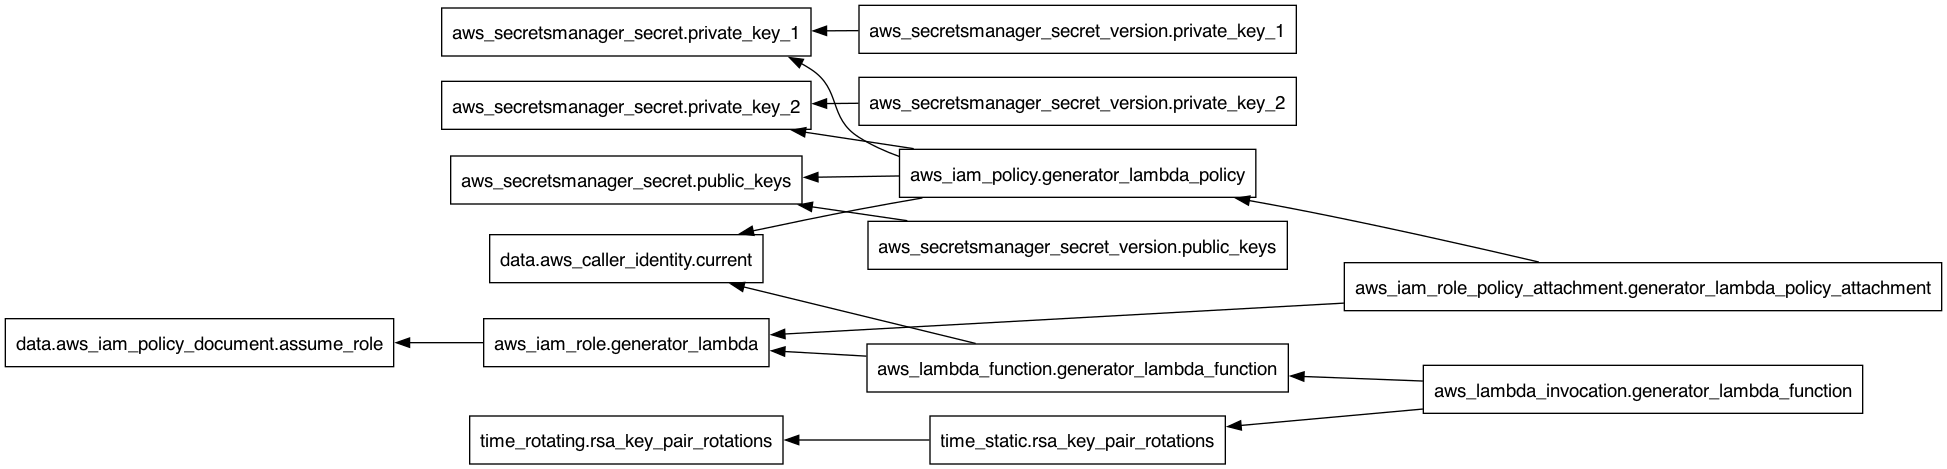 aws_secretsmanager_secret.private_key_1
aws_secretsmanager_secret_version.private_key_1
aws_secretsmanager_secret.private_key_2
aws_secretsmanager_secret_version.private_key_2
aws_secretsmanager_secret.public_keys
aws_iam_policy.generator_lambda_policy
data.aws_caller_identity.current
aws_secretsmanager_secret_version.public_keys
aws_iam_role_policy_attachment.generator_lambda_policy_attachment
data.aws_iam_policy_document.assume_role
aws_iam_role.generator_lambda
aws_lambda_function.generator_lambda_function
aws_lambda_invocation.generator_lambda_function
time_rotating.rsa_key_pair_rotations
time_static.rsa_key_pair_rotations